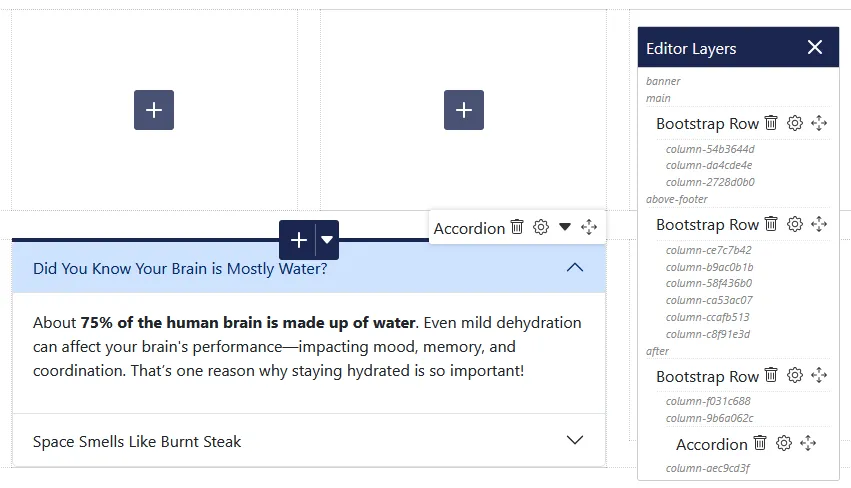 Accordion
Did You Know Your Brain is Mostly Water?
About 75% of the human brain is made up of water. Even mild dehydration
can affect your brain's performance—impacting mood, memory, and
coordination. That's one reason why staying hydrated is so important!
Space Smells Like Burnt Steak
Editor Layers
banner
main
Bootstrap Row
column-54b3644d
column-da4cde4e
column-2728d0b0
above-footer
Bootstrap Row
column-ce7c7b42
column-b9ac0b1b
column-58f436b0
column-ca53ac07
column-ccafb513
column-c8f91e3d
after
Bootstrap Row
column-f031c688
column-9b6a062c
Accordion
column-aec9cd3f